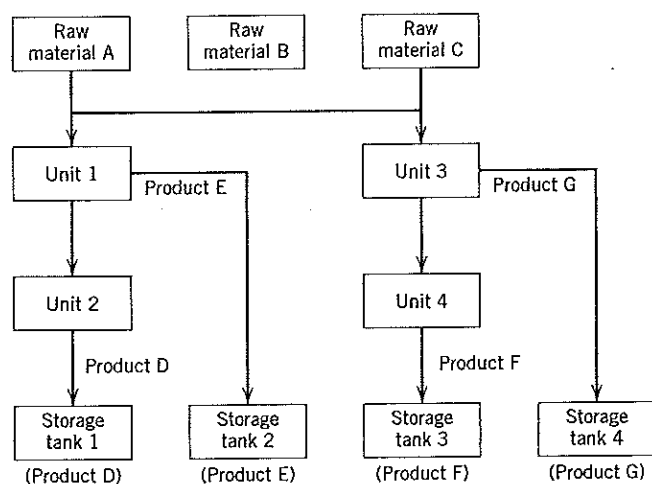 Raw
material A
Raw
material B
Raw
material C
Unit 1
Product E
Unit 3
Product G
Unit 2
Unit 4
Product D
Product F
Storage
tank 1
Storage
tank 2
Storage
tank 3
Storage
tank 4
(Product D)
(Product E)
(Product F)
(Product G)